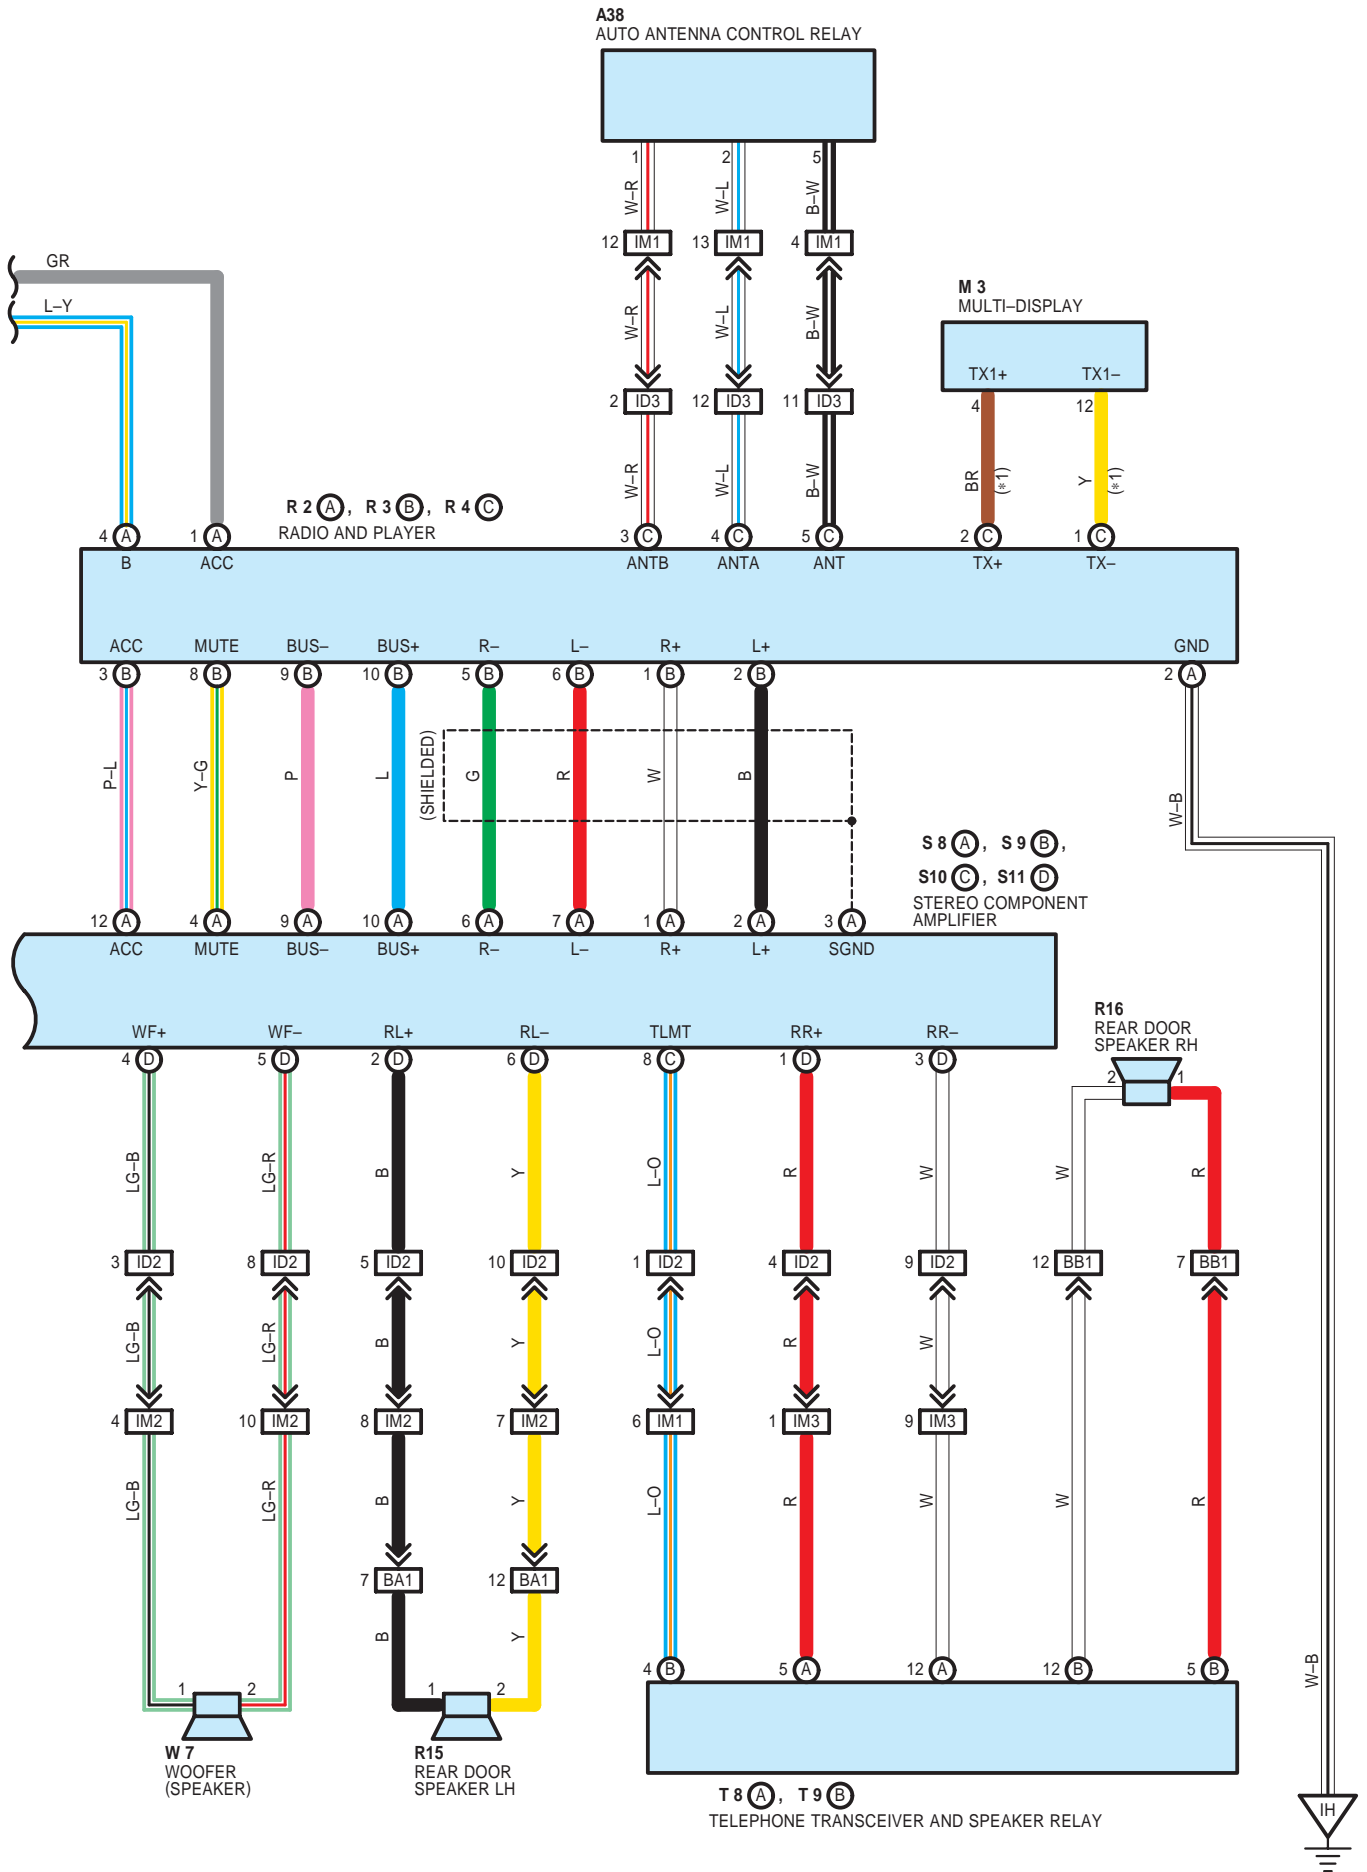 A38
AUTO ANTENNA CONTROL RELAY
1 2 5
W–R W–L B–W
12 IM1 13 IM1 4 IM1
GR
L–Y
W–R W–L B–W
M 3
MULTI–DISPLAY
TX1+ TX1–
2 ID3 12 ID3 11 ID3
4 12
W–R W–L B–W BR (*1) Y (*1)
R 2 A, R 3 B, R 4 C
RADIO AND PLAYER
4 A 1 A 3 C 4 C 5 C 2 C 1 C
B ACC ANTB ANTA ANT TX+ TX–
ACC MUTE BUS– BUS+ R– L– R+ L+ GND
3 B 8 B 9 B 10 B 5 B 6 B 1 B 2 B 2 A
P–L Y–G P L (SHIELDED) G R W B W–B
S 8 A, S 9 B,
S10 C, S11 D
STEREO COMPONENT
AMPLIFIER
12 A 4 A 9 A 10 A 6 A 7 A 1 A 2 A 3 A
ACC MUTE BUS– BUS+ R– L– R+ L+ SGND
WF+ WF– RL+ RL– TLMT RR+ RR–
4 D 5 D 2 D 6 D 8 C 1 D 3 D
R16
REAR DOOR
SPEAKER RH
2 1
LG–B LG–R B Y L–O R W W R
3 ID2 8 ID2 5 ID2 10 ID2 1 ID2 4 ID2 9 ID2 12 BB1 7 BB1
LG–B LG–R B Y L–O R W
4 IM2 10 IM2 8 IM2 7 IM2 6 IM1 1 IM3 9 IM3
LG–B LG–R B Y L–O R W W R
7 BA1 12 BA1
B Y W–B
4 B 5 A 12 A 12 B 5 B
1 2 1 2
W 7
WOOFER
(SPEAKER)
R15
REAR DOOR
SPEAKER LH
T 8 A, T 9 B
TELEPHONE TRANSCEIVER AND SPEAKER RELAY
IH